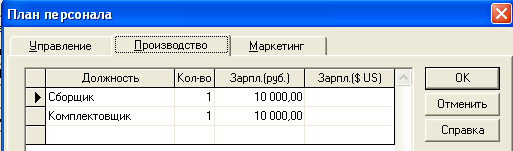 План персонала
Управление Производство Маркетинг
Должность Кол-во Зарпл.(руб.) Зарпл.($ US)
Сборщик 1 10 000,00
Комплектовщик 1 10 000,00
OK
Отменить
Справка